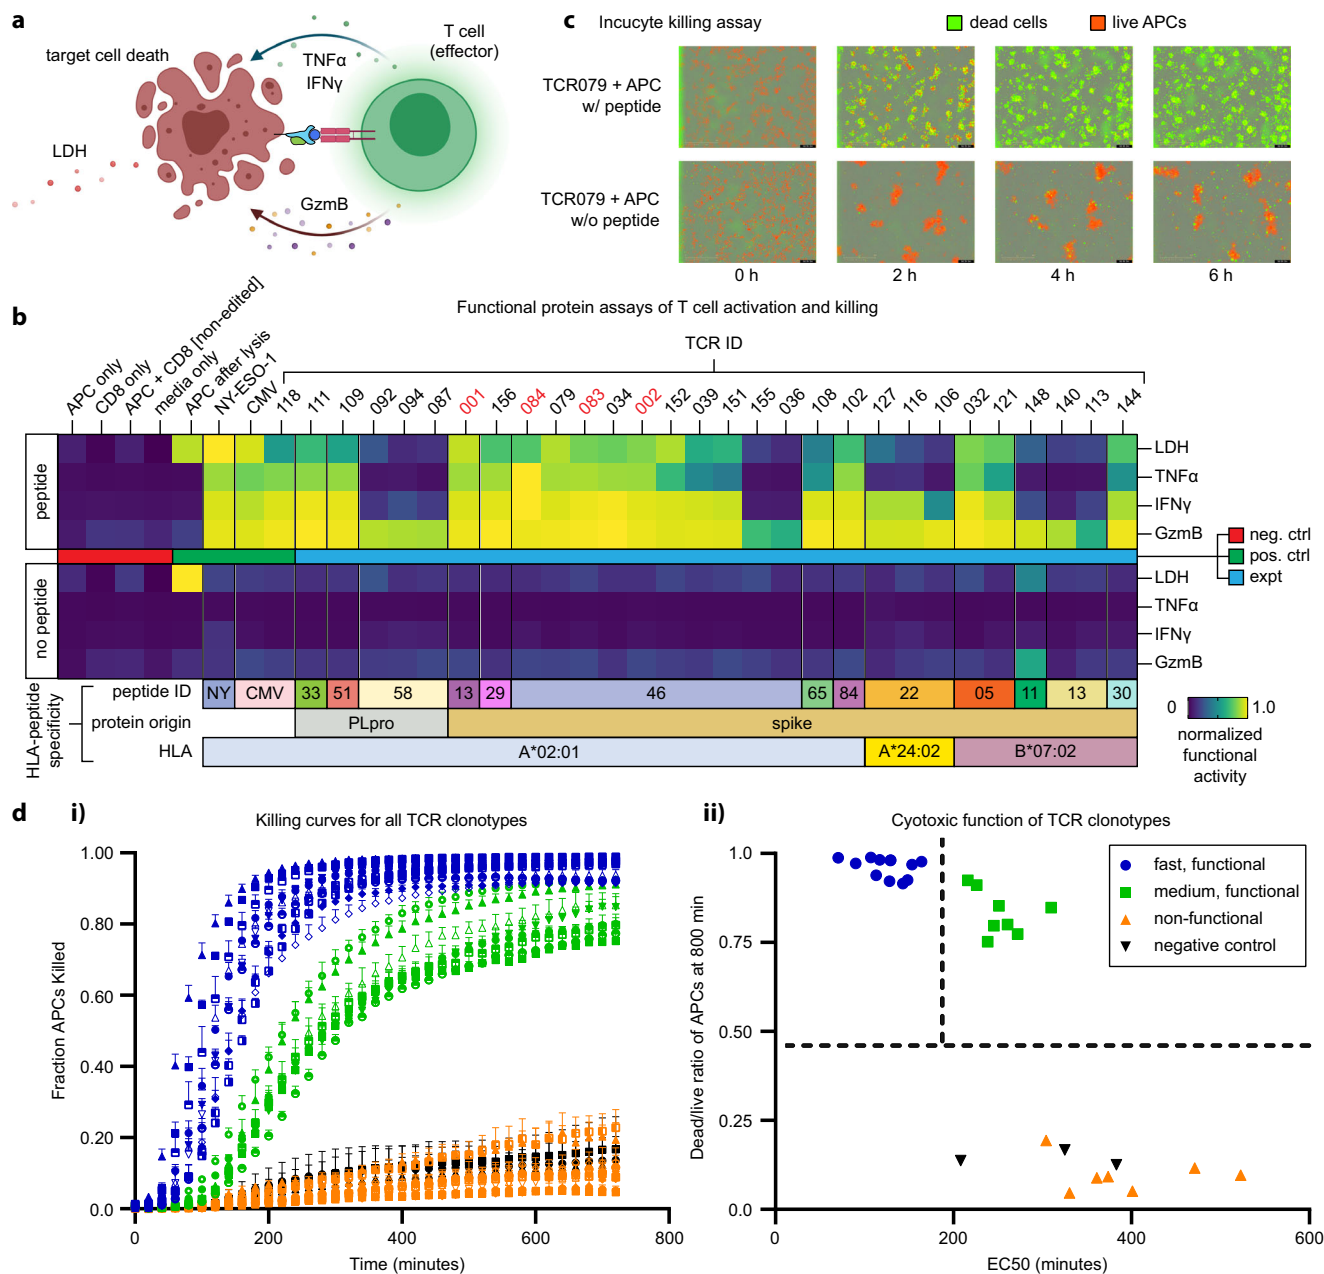 a
target cell death
TNFα
IFNγ
T cell
(effector)
LDH
GzmB
c
Incucyte killing assay
dead cells
live APCs
TCR079 + APC
w/ peptide
TCR079 + APC
w/o peptide
0 h
2 h
4 h
6 h
b
Functional protein assays of T cell activation and killing
TCR ID
APC only
CD8 only
APC + CD8 [non-edited]
media only
APC after lysis
NY-ESO-1
CMV
118
111
109
092
094
087
001
156
084
079
083
034
002
152
039
151
155
036
108
102
127
116
106
032
121
148
140
113
144
peptide
LDH
TNFα
IFNγ
GzmB
neg. ctrl
pos. ctrl
expt
no peptide
LDH
TNFα
IFNγ
GzmB
HLA-peptide
specificity
peptide ID
NY
CMV
33
51
58
13
29
46
65
84
22
05
11
13
30
protein origin
PLpro
spike
HLA
A*02:01
A*24:02
B*07:02
0
1.0
normalized
functional
activity
d
i)
Killing curves for all TCR clonotypes
Fraction APCs Killed
1.00
0.80
0.60
0.40
0.20
0.0
0
200
400
600
800
Time (minutes)
ii)
Cyotoxic function of TCR clonotypes
Dead/live ratio of APCs at 800 min
1.0
0.75
0.50
0.25
0.0
0
200
400
600
EC50 (minutes)
fast, functional
medium, functional
non-functional
negative control